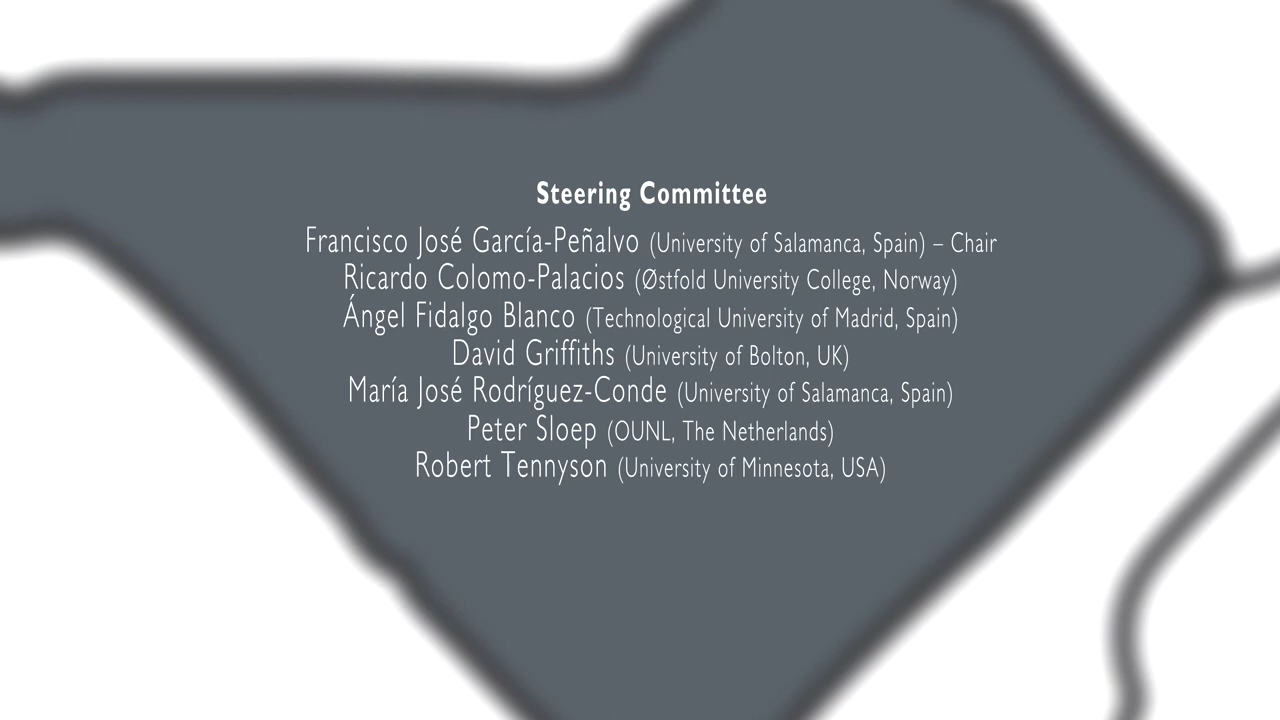 Steering Committee
Francisco José García-Peñalvo (University of Salamanca, Spain) – Chair
Ricardo Colomo-Palacios (Østfold University College, Norway)
Ángel Fidalgo Blanco (Technological University of Madrid, Spain)
David Griffiths (University of Bolton, UK)
María José Rodríguez-Conde (University of Salamanca, Spain)
Peter Sloep (OUNL, The Netherlands)
Robert Tennyson (University of Minnesota, USA)